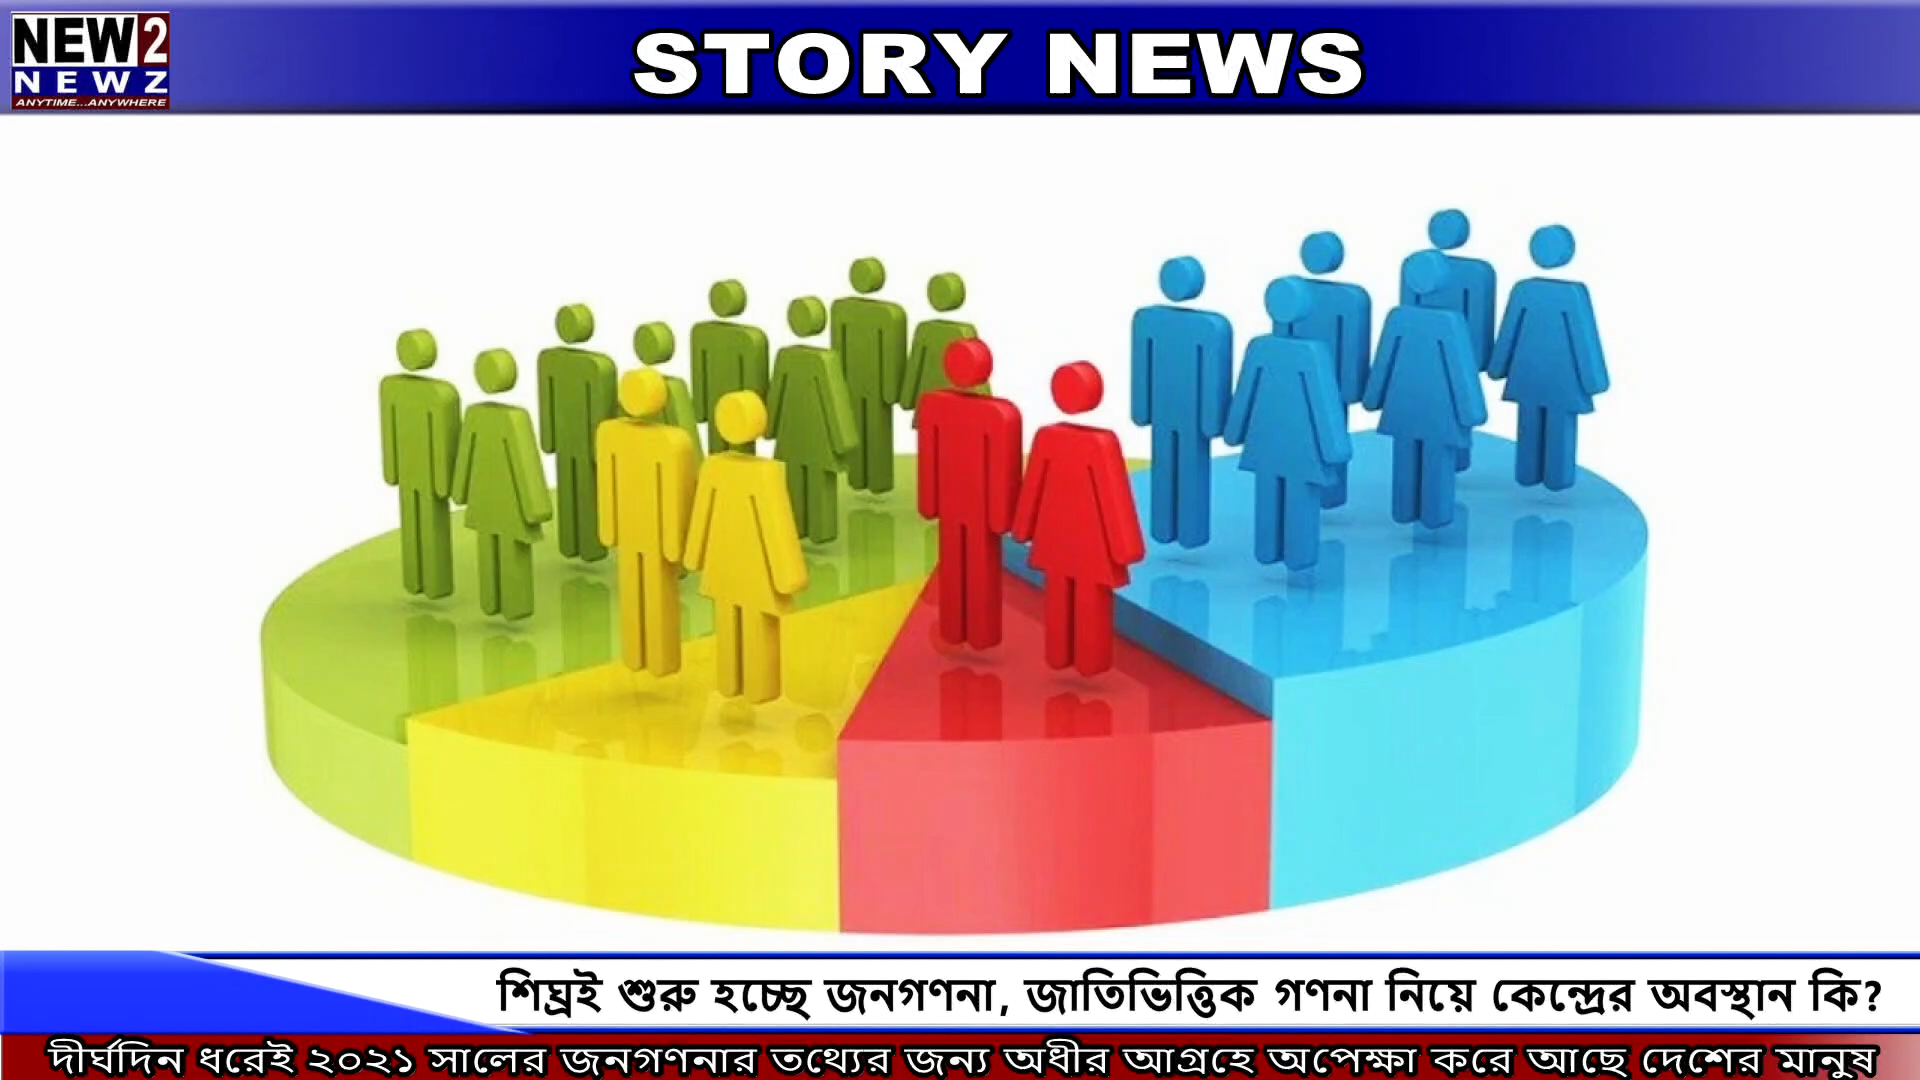 NEW2
NEWZ
ANYTIME...ANYWHERE
STORY NEWS
শিঘ্রই শুরু হচ্ছে জনগণনা, জাতিভিত্তিক গণনা নিয়ে কেন্দ্রের অবস্থান কি?
দীর্ঘদিন ধরেই ২০২১ সালের জনগণনার তথ্যের জন্য অধীর আগ্রহে অপেক্ষা করে আছে দেশের মানুষ